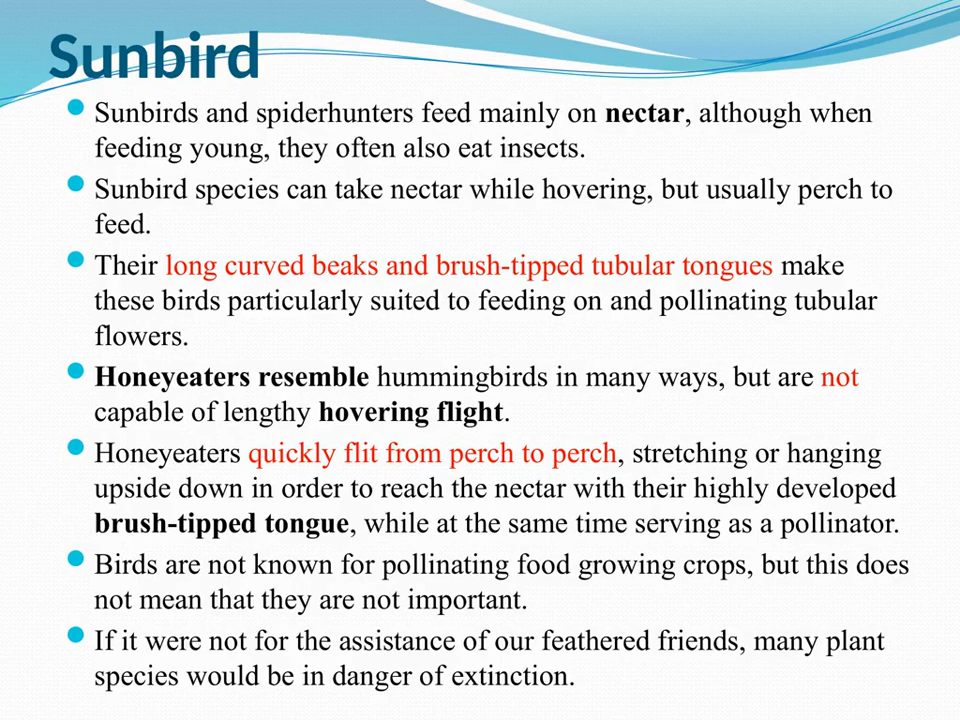 Sunbird
Sunbirds and spiderhunters feed mainly on nectar, although when
feeding young, they often also eat insects.
Sunbird species can take nectar while hovering, but usually perch to
feed.
Their long curved beaks and brush-tipped tubular tongues make
these birds particularly suited to feeding on and pollinating tubular
flowers.
Honeyeaters resemble hummingbirds in many ways, but are not
capable of lengthy hovering flight.
Honeyeaters quickly flit from perch to perch, stretching or hanging
upside down in order to reach the nectar with their highly developed
brush-tipped tongue, while at the same time serving as a pollinator.
Birds are not known for pollinating food growing crops, but this does
not mean that they are not important.
If it were not for the assistance of our feathered friends, many plant
species would be in danger of extinction.